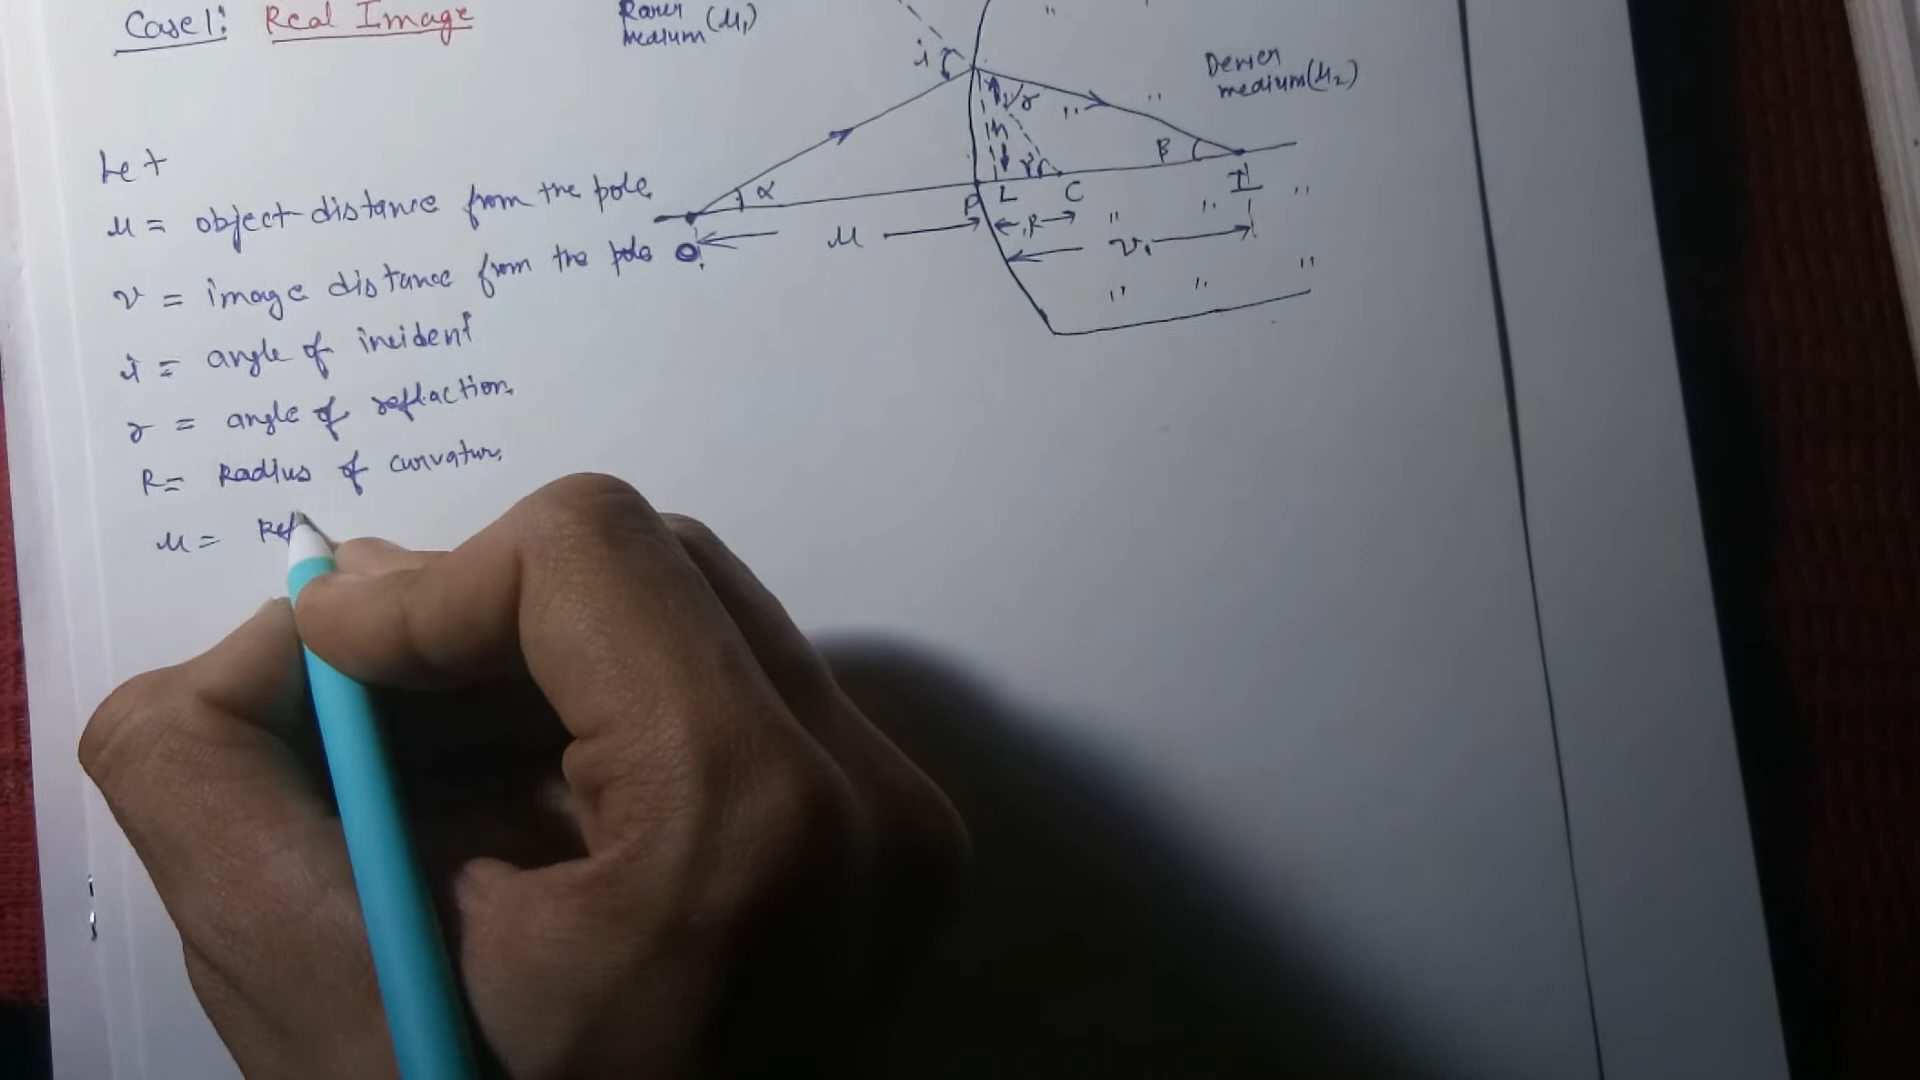 Case 1: Real Image
Rarer
medium (μ1)
Denser
medium (μ2)
i
r
h
γ
α
β
O
P
L
C
I
u
R
v
Let
u = object distance from the pole
v = image distance from the pole
i = angle of incident
r = angle of reflaction.
R = Radius of curvature.
μ = Ref